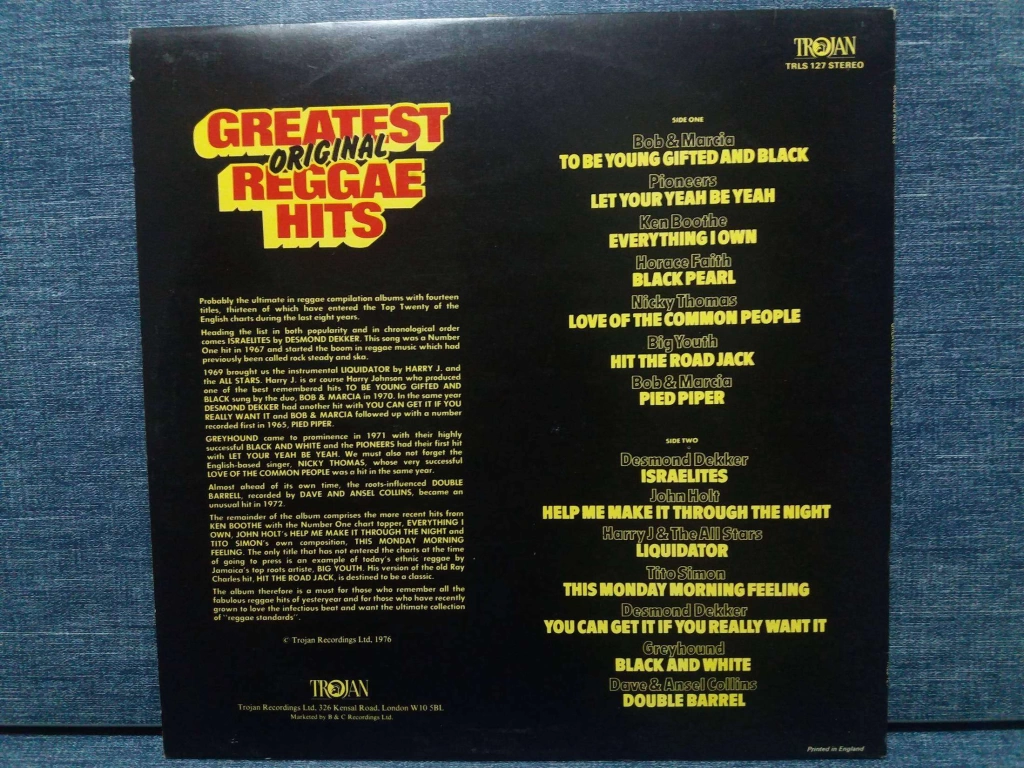 TROJAN
TRLS 127 STEREO
GREATEST
ORIGINAL
REGGAE
HITS
Probably the ultimate in reggae compilation albums with fourteen
titles, thirteen of which have entered the Top Twenty of the
English charts during the last eight years.
Heading the list in both popularity and in chronological order
comes ISRAELITES by DESMOND DEKKER. This song was a Number
One hit in 1967 and started the boom in reggae music which had
previously been called rock steady and ska.
1969 brought us the instrumental LIQUIDATOR by HARRY J. and
the ALL STARS. Harry J. is or course Harry Johnson who produced
one of the best remembered hits TO BE YOUNG GIFTED AND
BLACK sung by the duo, BOB & MARCIA in 1970. In the same year
DESMOND DEKKER had another hit with YOU CAN GET IT IF YOU
REALLY WANT IT and BOB & MARCIA followed up with a number
recorded first in 1965, PIED PIPER.
GREYHOUND came to prominence in 1971 with their highly
successful BLACK AND WHITE and the PIONEERS had their first hit
with LET YOUR YEAH BE YEAH. We must also not forget the
English-based singer, NICKY THOMAS, whose very successful
LOVE OF THE COMMON PEOPLE was a hit in the same year.
Almost ahead of its own time, the roots-influenced DOUBLE
BARRELL, recorded by DAVE AND ANSEL COLLINS, became an
unusual hit in 1972.
The remainder of the album comprises the more recent hits from
KEN BOOTHE with the Number One chart topper, EVERYTHING I
OWN, JOHN HOLT's HELP ME MAKE IT THROUGH THE NIGHT and
TITO SIMON's own composition, THIS MONDAY MORNING
FEELING. The only title that has not entered the charts at the time
of going to press is an example of today's ethnic reggae by
Jamaica's top roots artiste, BIG YOUTH. His version of the old Ray
Charles hit, HIT THE ROAD JACK, is destined to be a classic.
The album therefore is a must for those who remember all the
fabulous reggae hits of yesteryear and for those who have recently
grown to love the infectious beat and want the ultimate collection
of "reggae standards".
© Trojan Recordings Ltd, 1976
TROJAN
Trojan Recordings Ltd, 326 Kensal Road, London W10 5BL
Marketed by B & C Recordings Ltd.
SIDE ONE
Bob & Marcia
TO BE YOUNG GIFTED AND BLACK
Pioneers
LET YOUR YEAH BE YEAH
Ken Boothe
EVERYTHING I OWN
Horace Faith
BLACK PEARL
Nicky Thomas
LOVE OF THE COMMON PEOPLE
Big Youth
HIT THE ROAD JACK
Bob & Marcia
PIED PIPER
SIDE TWO
Desmond Dekker
ISRAELITES
John Holt
HELP ME MAKE IT THROUGH THE NIGHT
Harry J & The All Stars
LIQUIDATOR
Tito Simon
THIS MONDAY MORNING FEELING
Desmond Dekker
YOU CAN GET IT IF YOU REALLY WANT IT
Greyhound
BLACK AND WHITE
Dave & Ansel Collins
DOUBLE BARREL
Printed in England